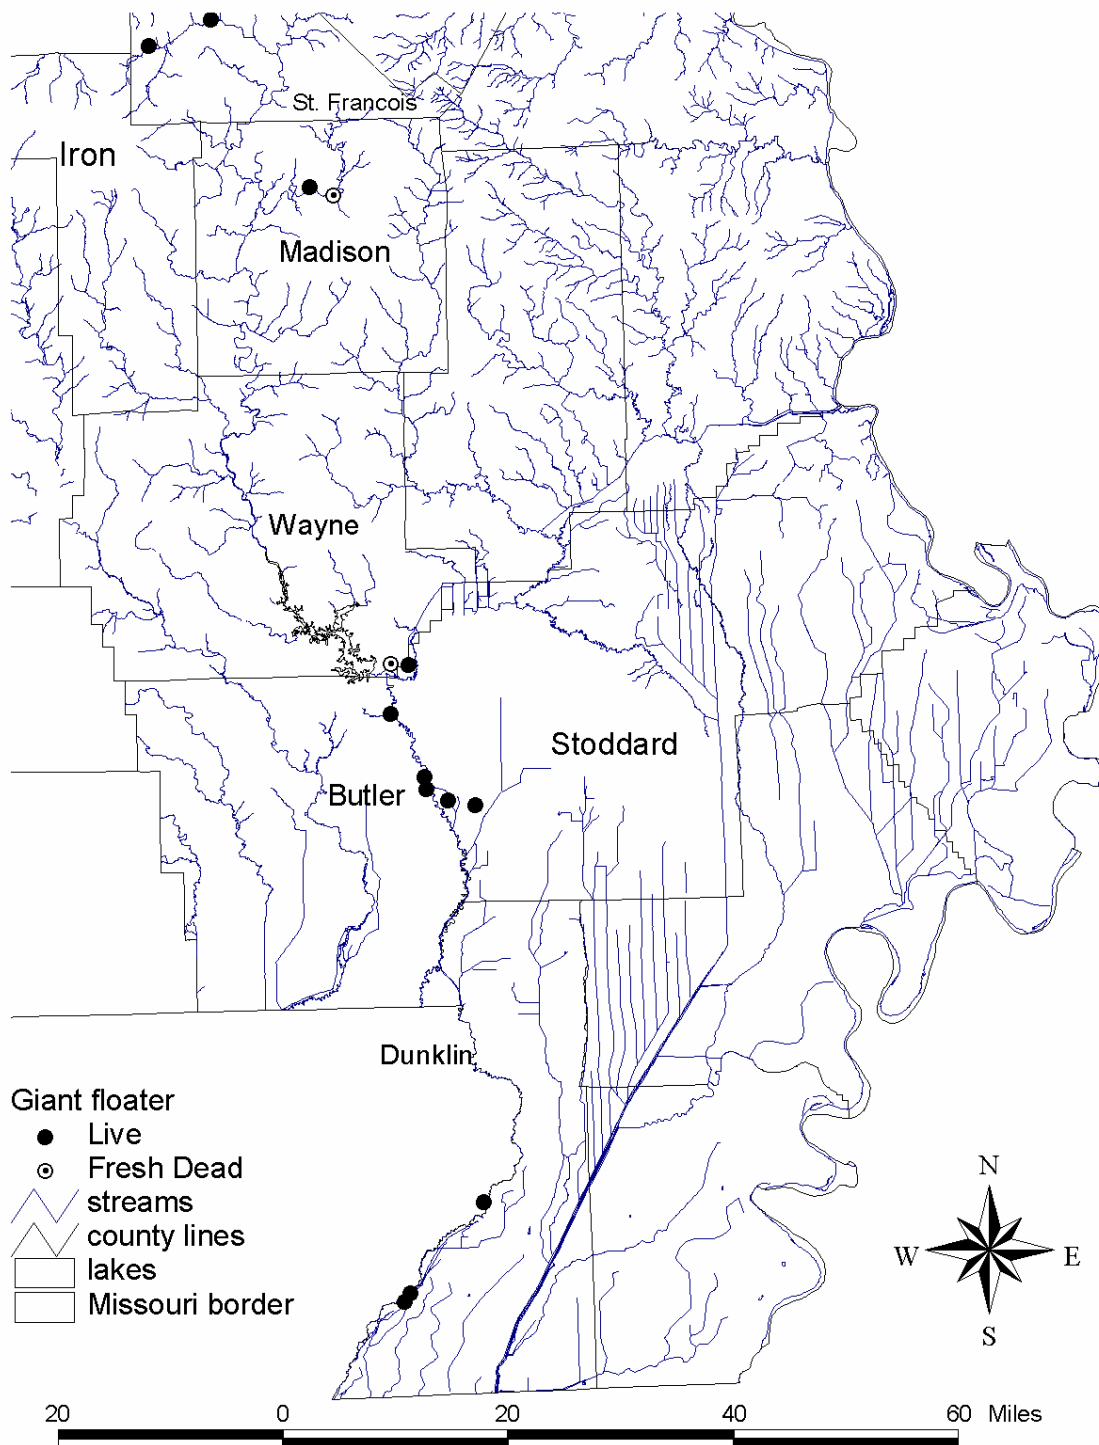 St. Francois
Iron
Madison
Wayne
Stoddard
Butler
Dunklin
Giant floater
Live
Fresh Dead
streams
county lines
lakes
Missouri border
N
W E
S
20 0 20 40 60 Miles